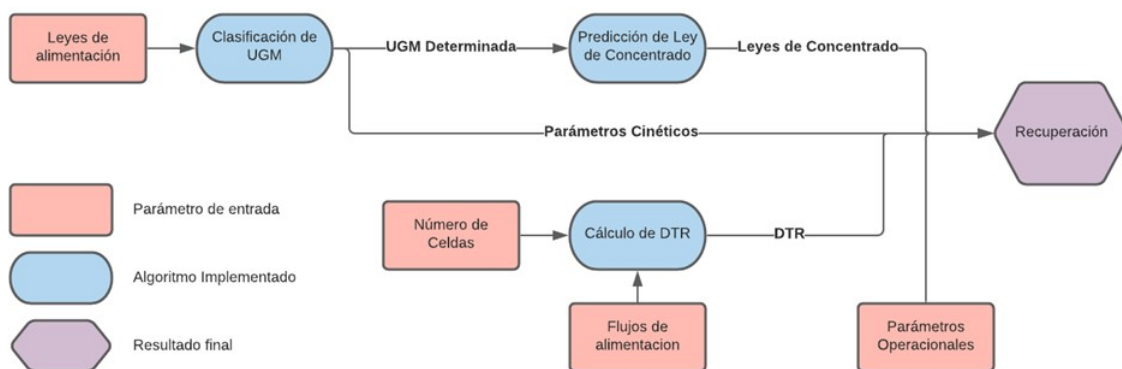 Leyes de
alimentación
Clasificación de
UGM
UGM Determinada
Predicción de Ley
de Concentrado
Leyes de Concentrado
Parámetros Cinéticos
Recuperación
Parámetro de entrada
Número de
Celdas
Cálculo de DTR
DTR
Algoritmo Implementado
Flujos de
alimentacion
Parámetros
Operacionales
Resultado final